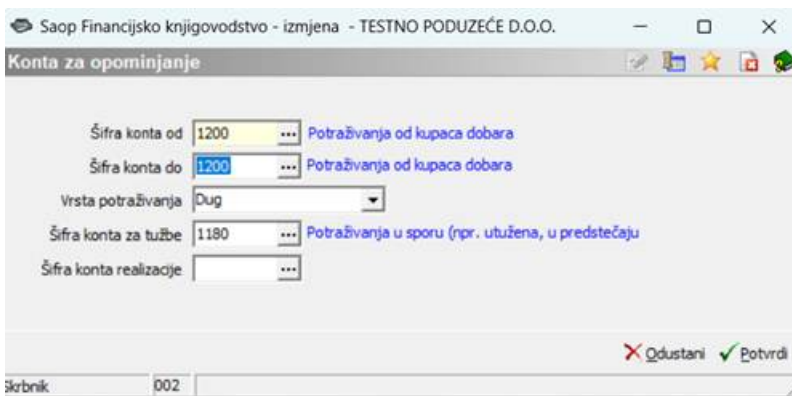 Saop Financijsko knjigovodstvo - izmjena - TESTNO PODUZEĆE D.O.O.
Konta za opominjanje
Šifra konta od 1200 ... Potraživanja od kupaca dobara
Šifra konta do 1200 ... Potraživanja od kupaca dobara
Vrsta potraživanja Dug
Šifra konta za tužbe 1180 ... Potraživanja u sporu (npr. utužena, u predstečaju
Šifra konta realizacije ...
Odustani Potvrdi
Skrbnik 002